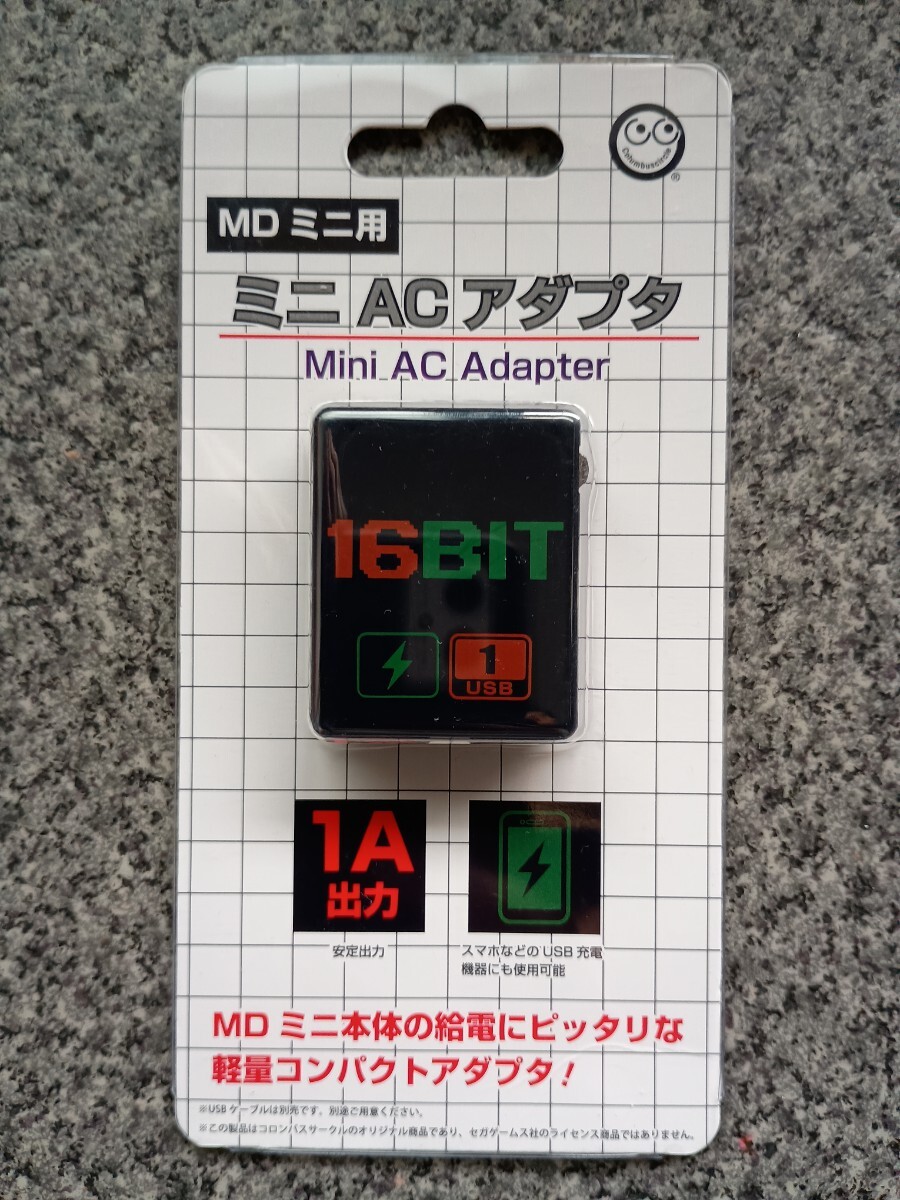 Columbuscircle
®
MD ミニ用
ミニ AC アダプタ
Mini AC Adapter
16BIT
1
USB
1A
出力
安定出力
スマホなどの USB 充電
機器にも使用可能
MD ミニ本体の給電にピッタリな
軽量コンパクトアダプタ！
※USB ケーブルは別売です。別途ご用意ください。
※この製品はコロンバスサークルのオリジナル商品であり、セガゲームス社のライセンス商品ではありません。